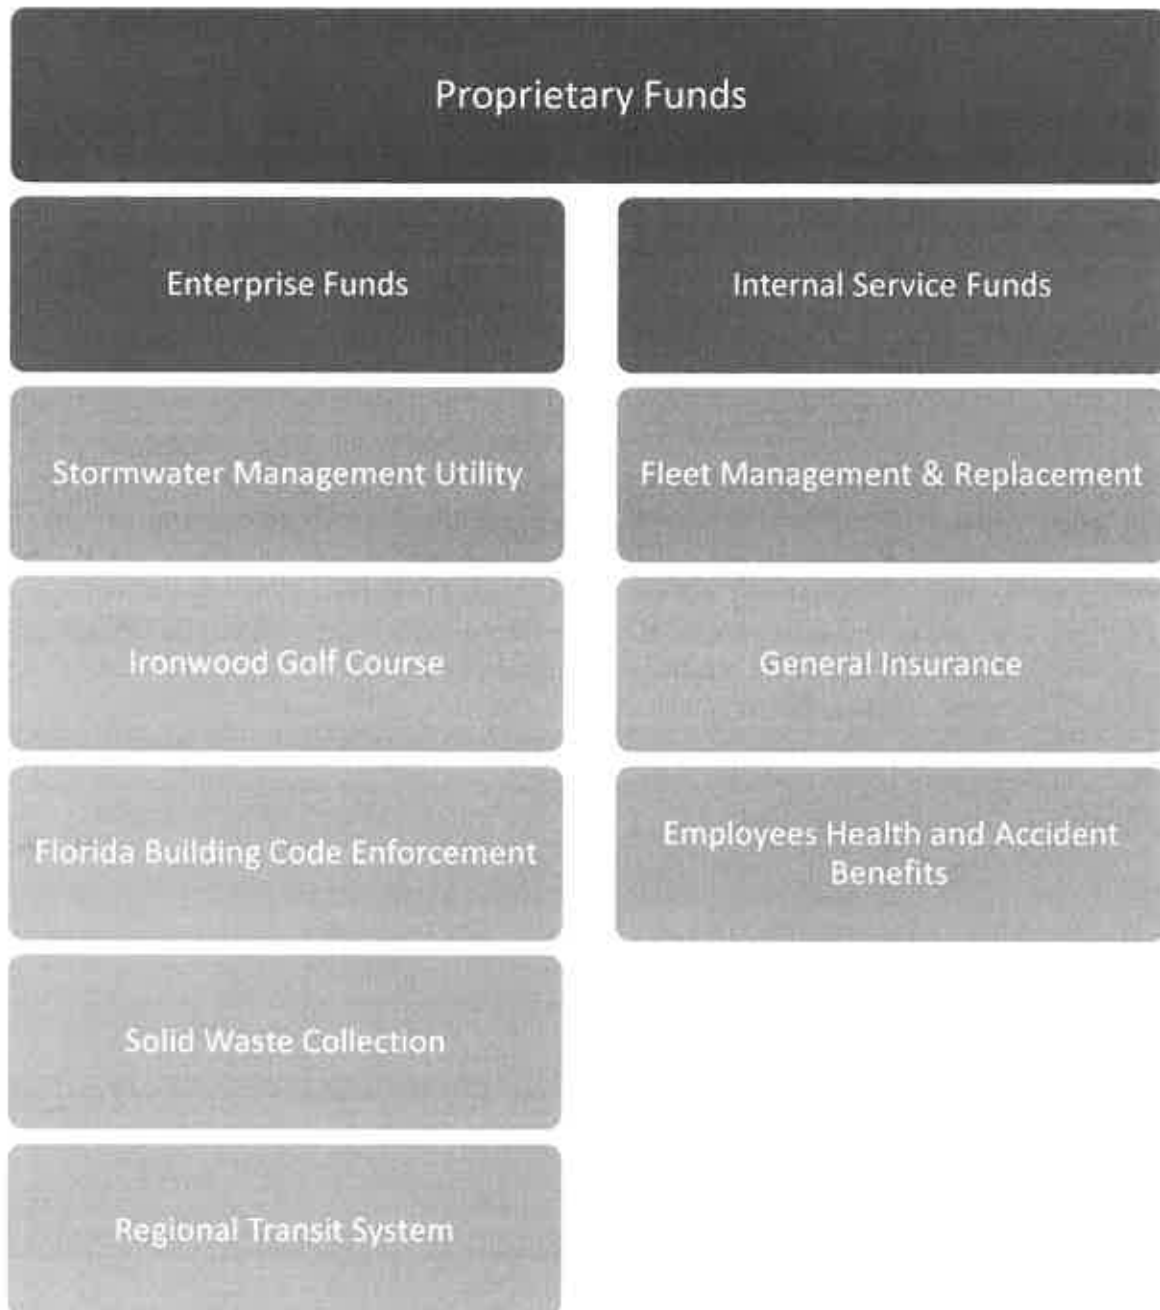 Proprietary Funds
Enterprise Funds
Internal Service Funds
Stormwater Management Utility
Fleet Management & Replacement
Ironwood Golf Course
General Insurance
Florida Building Code Enforcement
Employees Health and Accident
Benefits
Solid Waste Collection
Regional Transit System